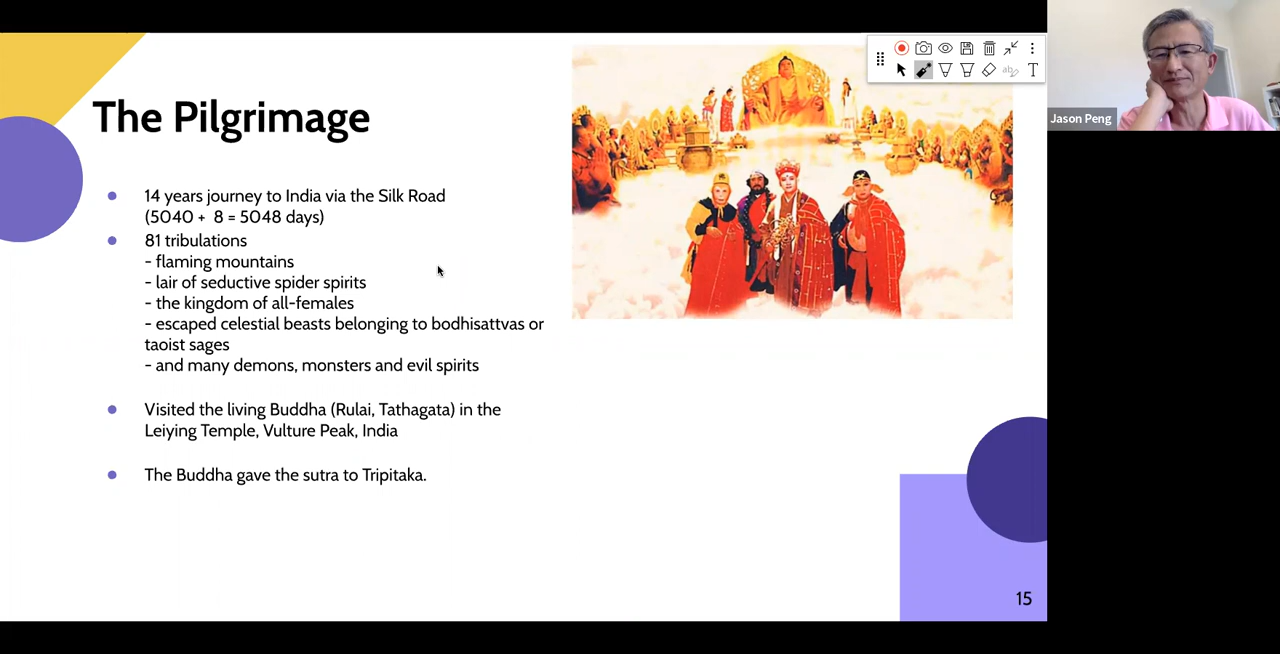 The Pilgrimage
14 years journey to India via the Silk Road
(5040 + 8 = 5048 days)
81 tribulations
- flaming mountains
- lair of seductive spider spirits
- the kingdom of all-females
- escaped celestial beasts belonging to bodhisattvas or
taoist sages
- and many demons, monsters and evil spirits
Visited the living Buddha (Rulai, Tathagata) in the
Leiying Temple, Vulture Peak, India
The Buddha gave the sutra to Tripitaka.
15
ab
T
Jason Peng